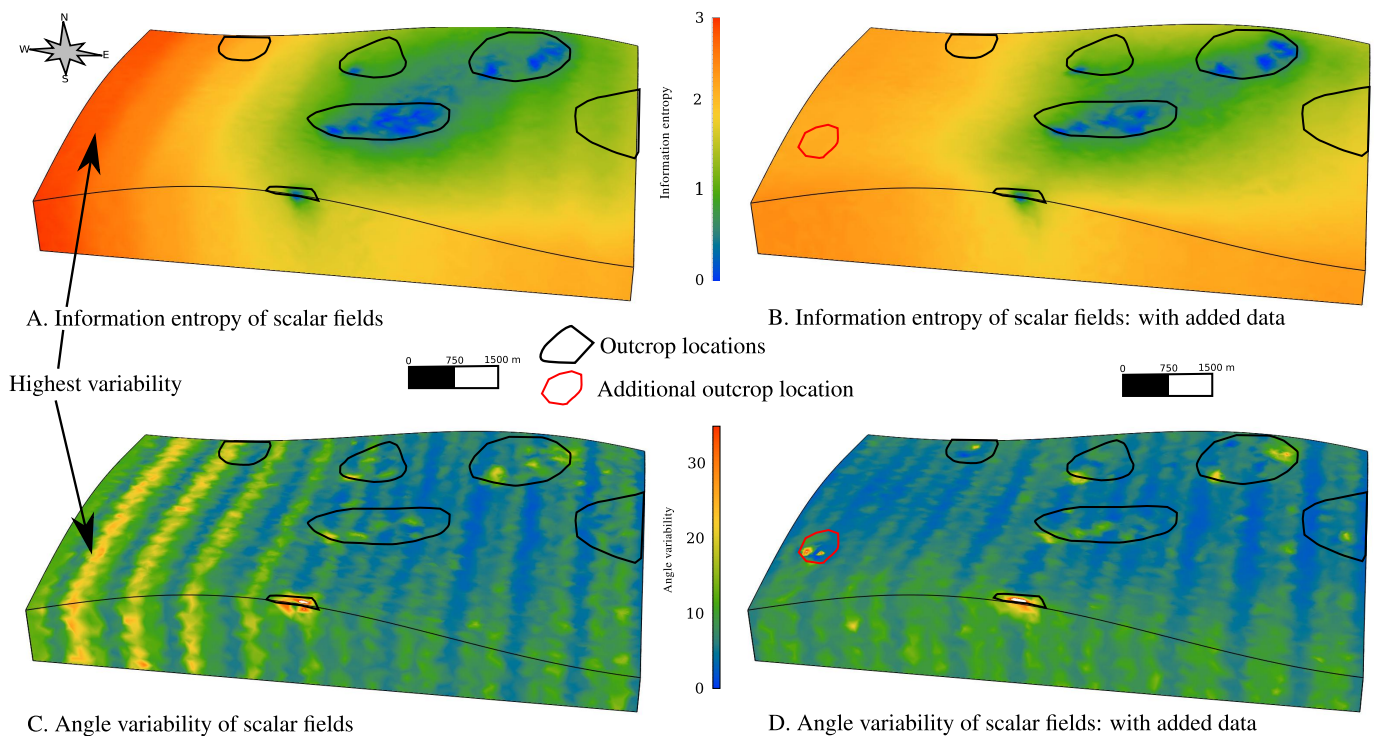 N
W
E
S
3
2
1
0
Information entropy
A. Information entropy of scalar fields
B. Information entropy of scalar fields: with added data
Outcrop locations
0 750 1500 m
0 750 1500 m
Highest variability
Additional outcrop location
30
20
10
0
Angle variability
C. Angle variability of scalar fields
D. Angle variability of scalar fields: with added data